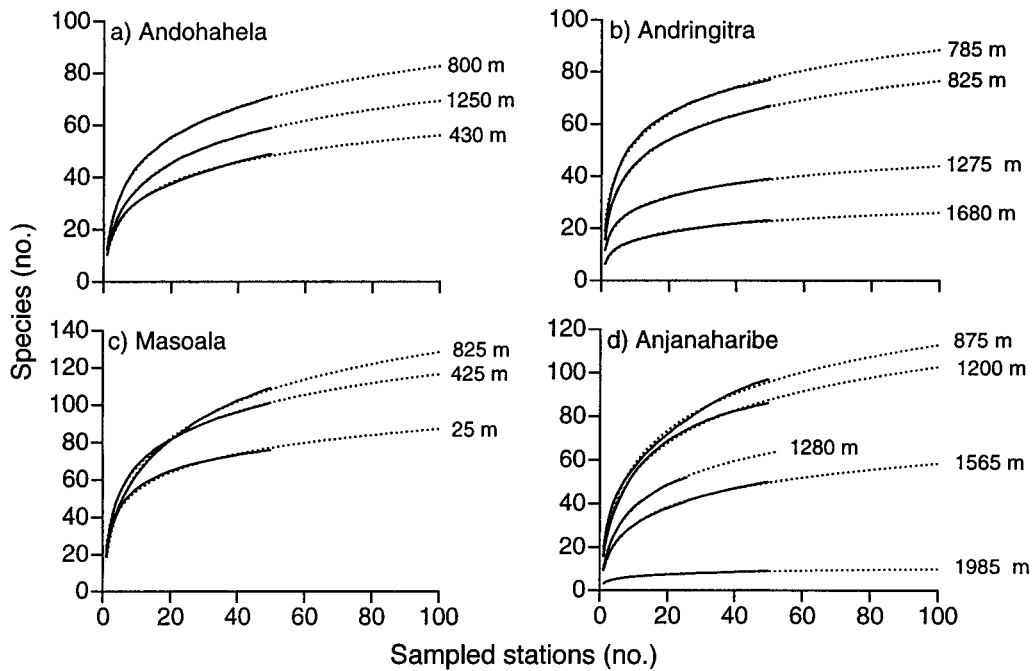 a) Andohahela
100
80
60
40
20
0
800 m
1250 m
430 m
b) Andringitra
100
80
60
40
20
0
785 m
825 m
1275 m
1680 m
Species (no.)
c) Masoala
140
120
100
80
60
40
20
0
825 m
425 m
25 m
0 20 40 60 80 100
d) Anjanaharibe
120
100
80
60
40
20
0
875 m
1200 m
1280 m
1565 m
1985 m
0 20 40 60 80 100
Sampled stations (no.)